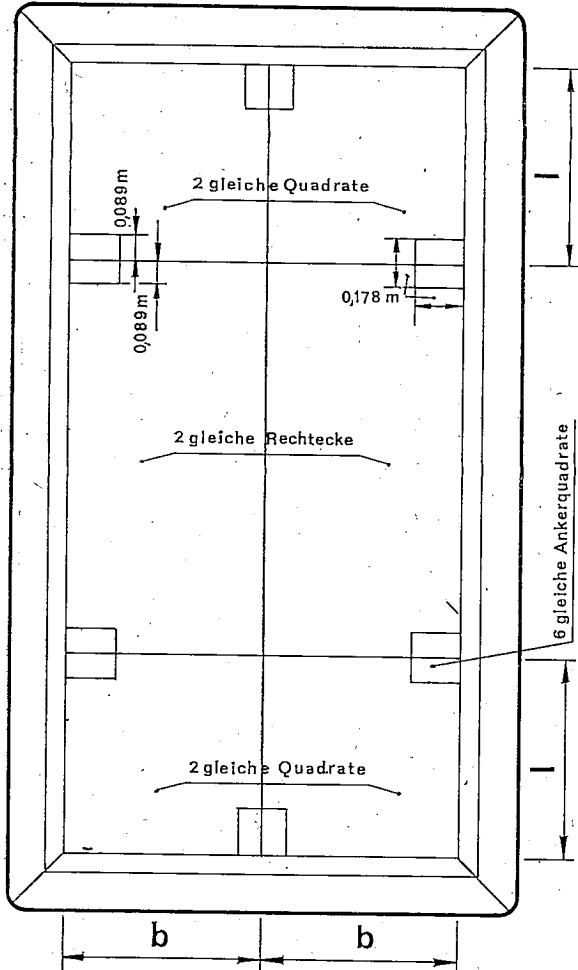 2 gleiche Quadrate
0,089 m
0,089 m
0,178 m
l
2 gleiche Rechtecke
6 gleiche Ankerquadrate
2 gleiche Quadrate
l
b
b